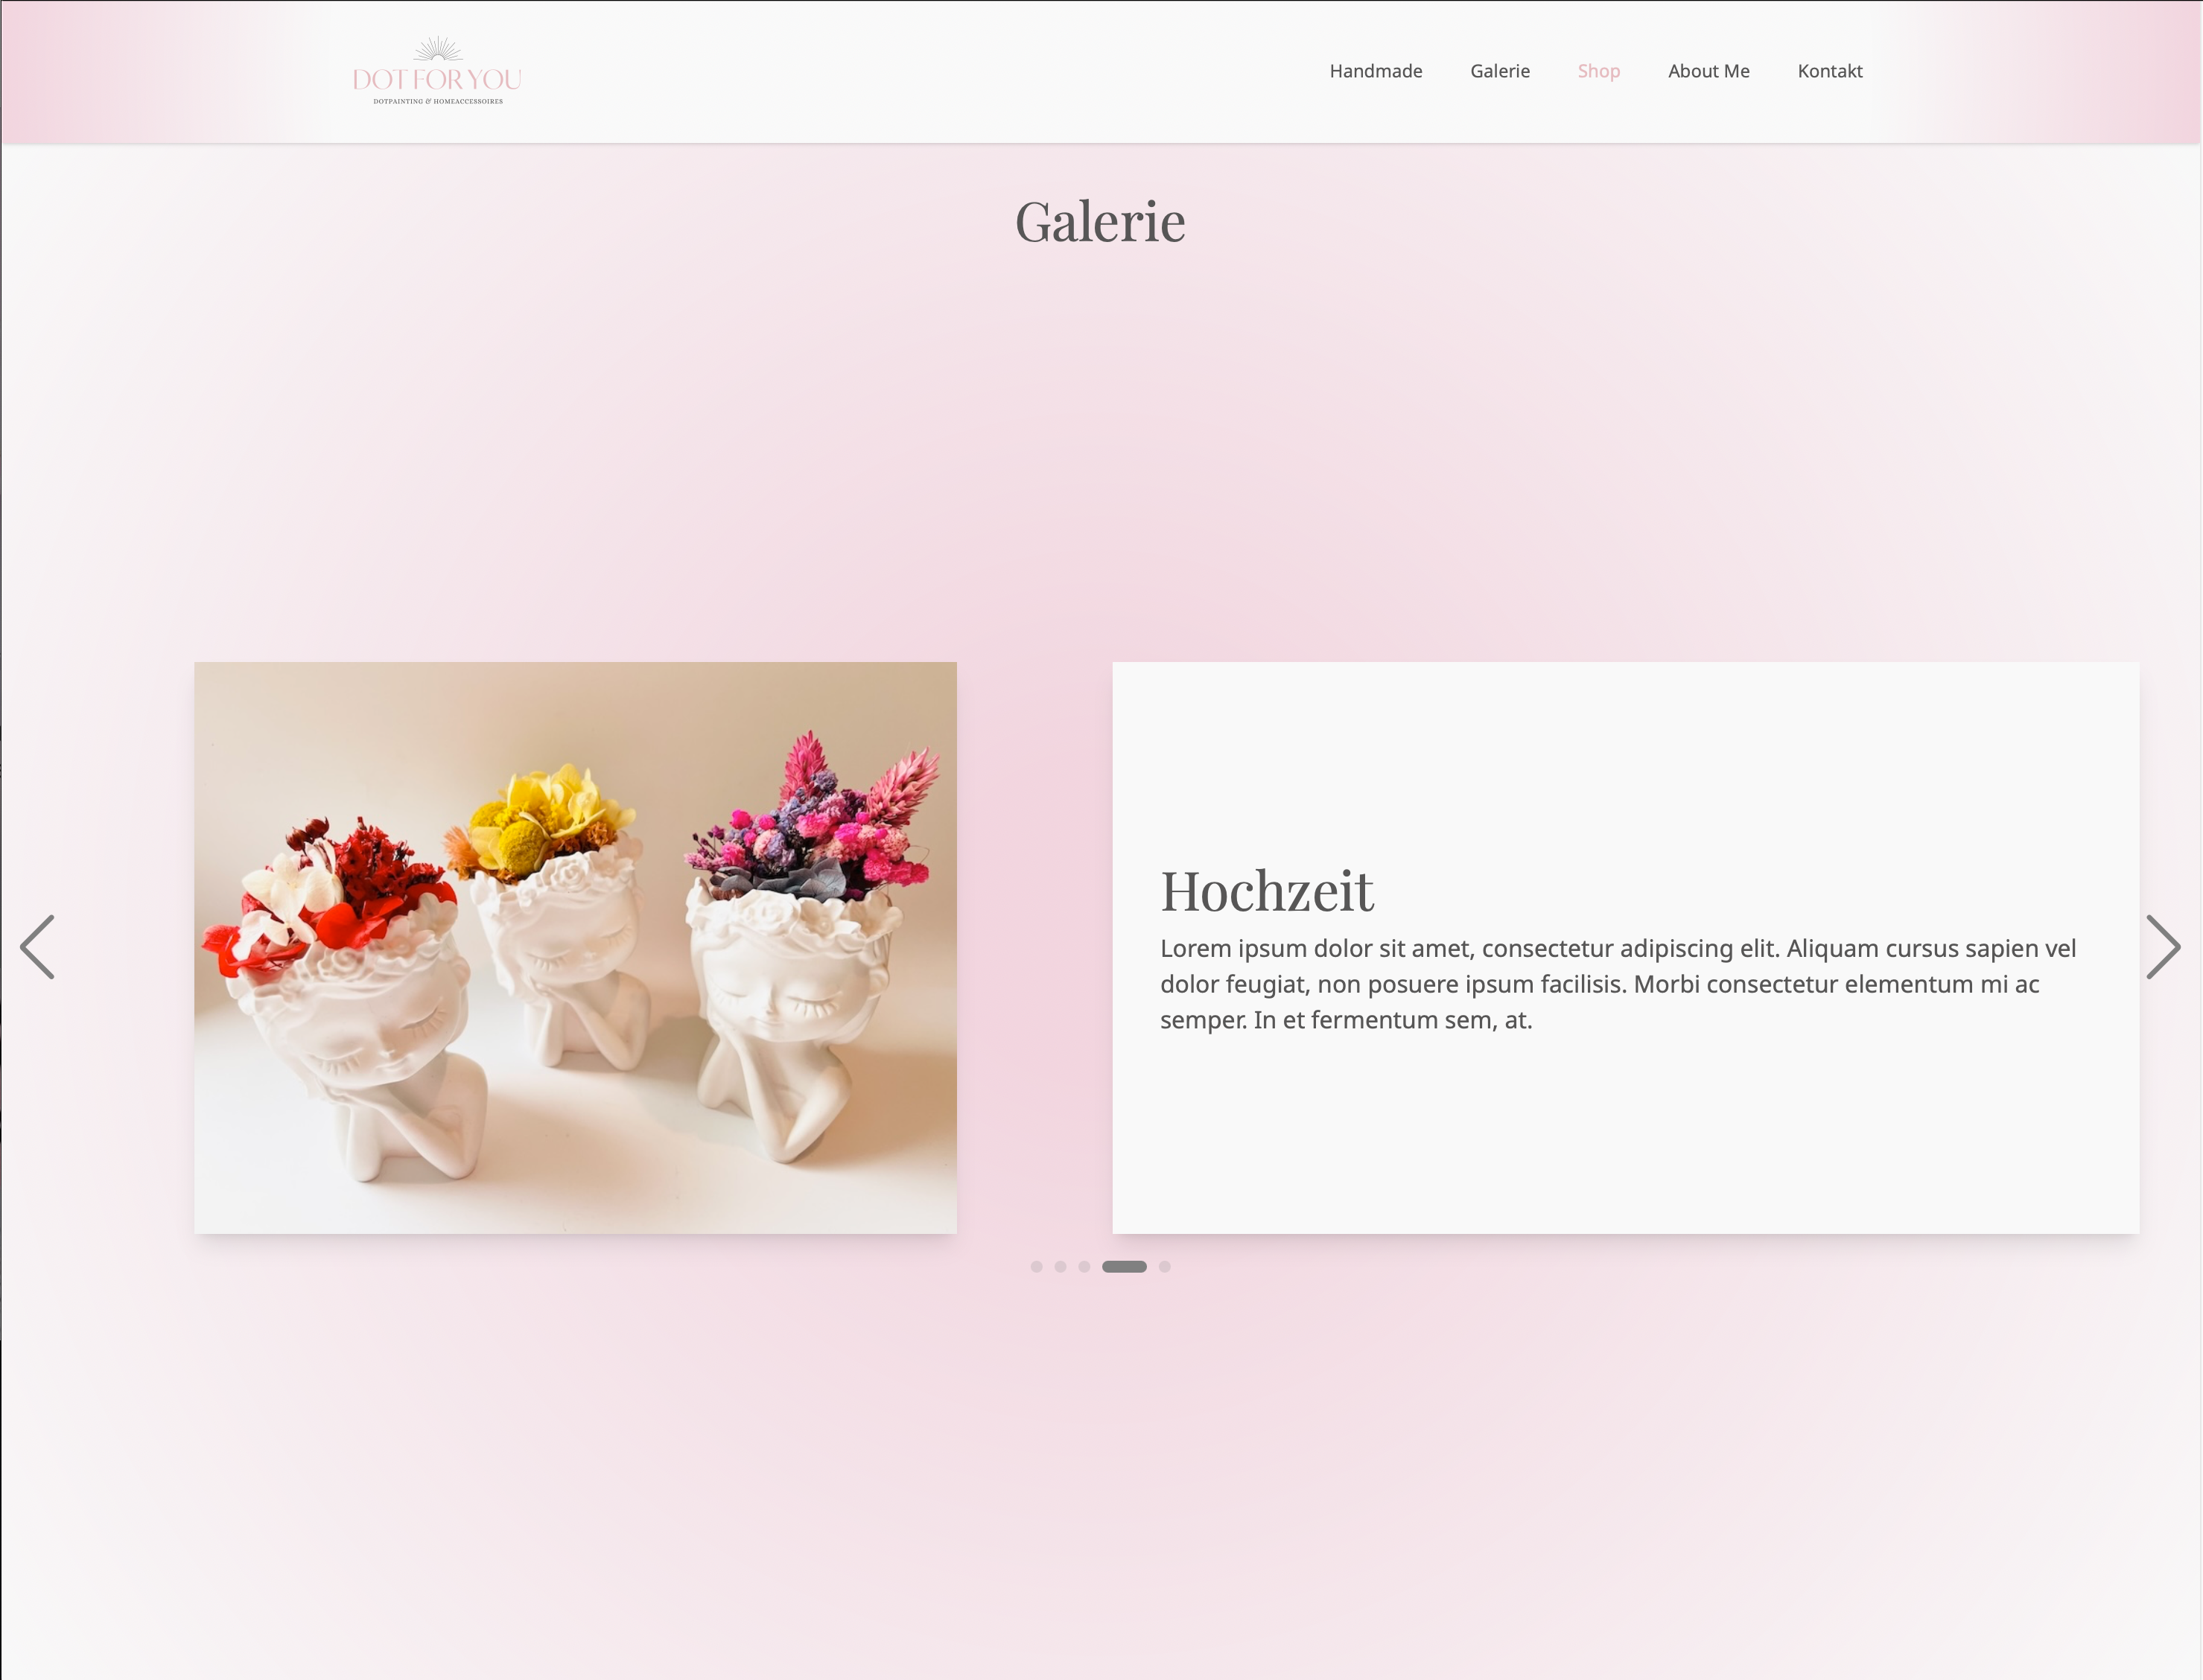 DOT FOR YOU
DOTPAINTING & HOMEACCESSOIRES
Handmade Galerie Shop About Me Kontakt
Galerie
Hochzeit
Lorem ipsum dolor sit amet, consectetur adipiscing elit. Aliquam cursus sapien vel
dolor feugiat, non posuere ipsum facilisis. Morbi consectetur elementum mi ac
semper. In et fermentum sem, at.